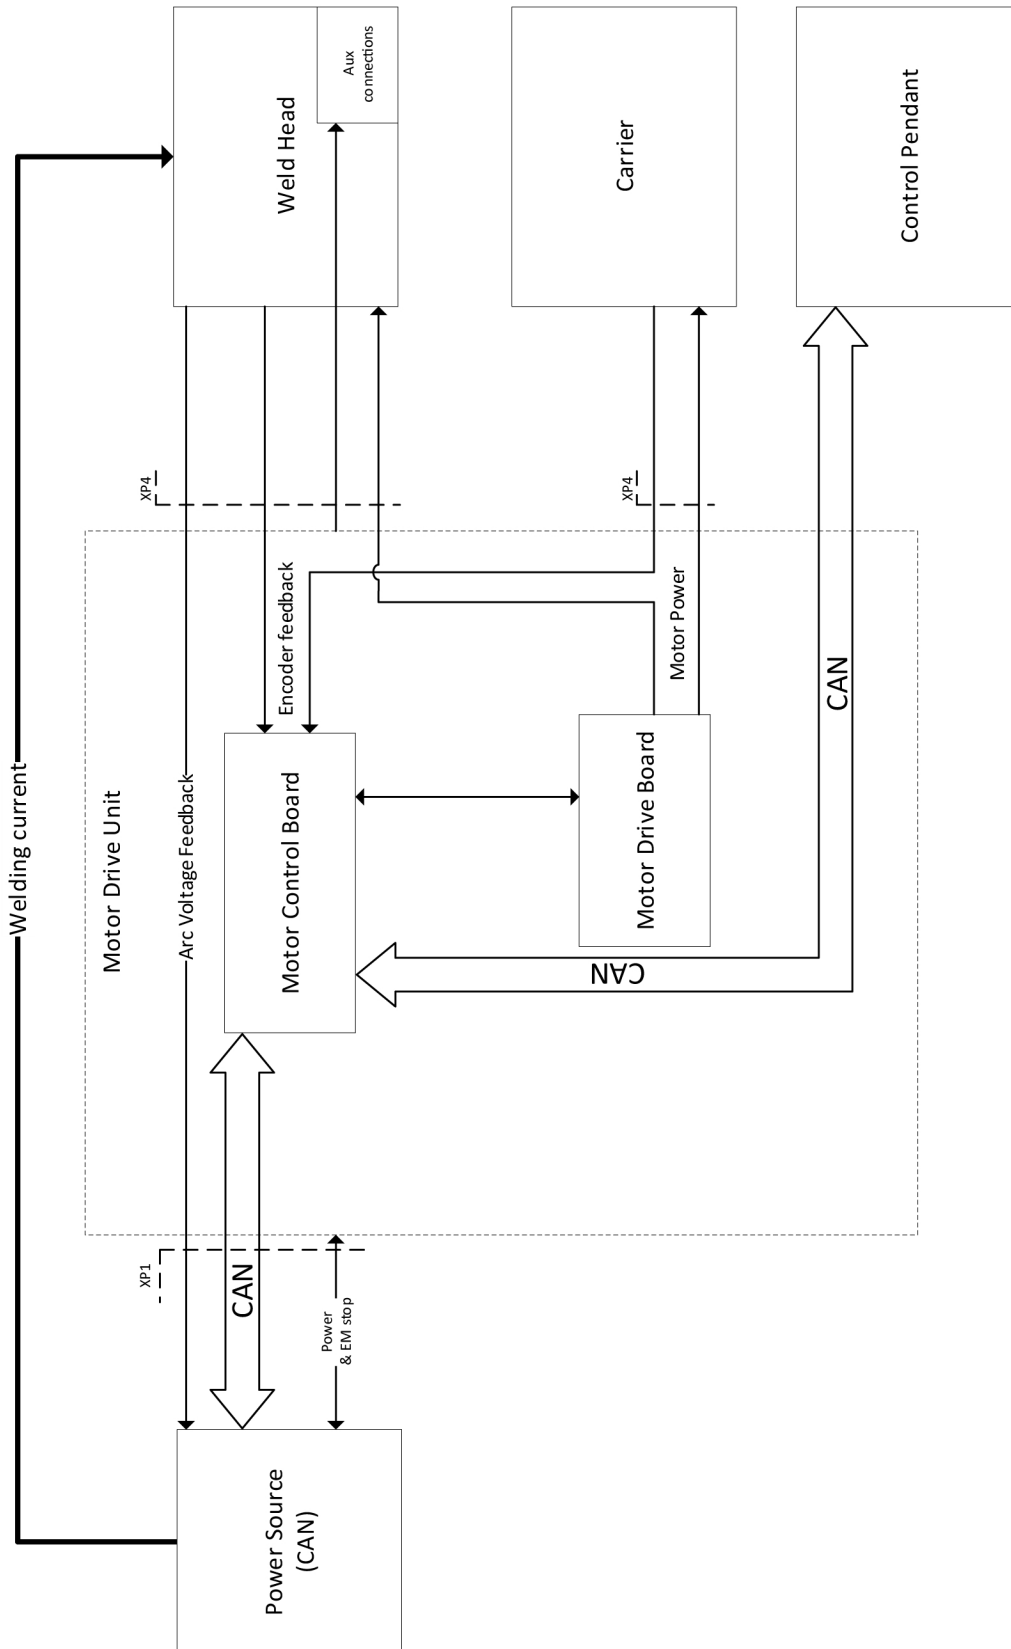 Welding current
Motor Drive Unit
Arc Voltage Feedback
XP1
CAN
Power
& EM stop
Power Source
(CAN)
Motor Control Board
Encoder feedback
XP4
Weld Head
Aux
connections
CAN
Motor Drive Board
Motor Power
XP4
Carrier
CAN
Control Pendant